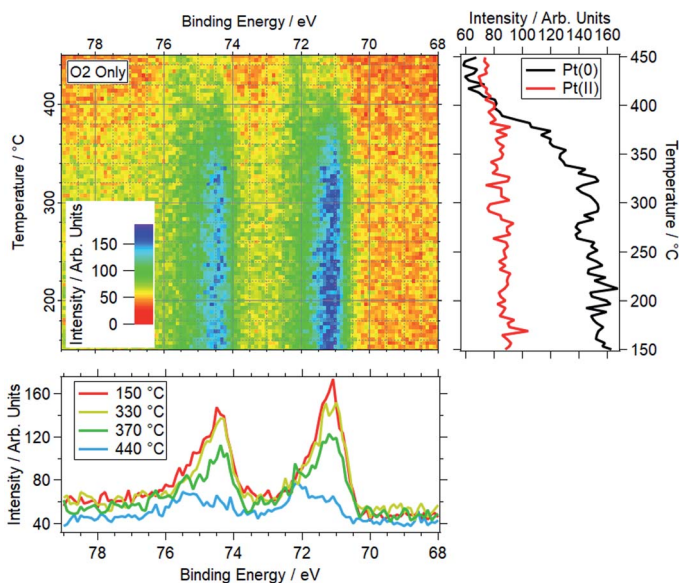 Binding Energy / eV
78 76 74 72 70 68
O2 Only
Temperature / °C
400
300
200
Intensity / Arb. Units
150
100
50
0
Intensity / Arb. Units
60 80 100 120 140 160
Pt(0)
Pt(II)
450
400
350
300
250
200
150
Temperature / °C
Intensity / Arb. Units
160
120
80
40
150 °C
330 °C
370 °C
440 °C
78 76 74 72 70 68
Binding Energy / eV